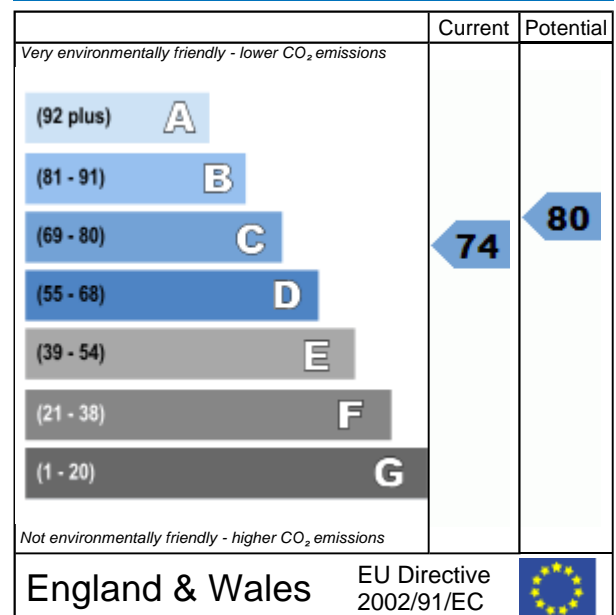 Current Potential
Very environmentally friendly - lower CO₂ emissions
(92 plus) A
(81 - 91) B
(69 - 80) C
(55 - 68) D
(39 - 54) E
(21 - 38) F
(1 - 20) G
74
80
Not environmentally friendly - higher CO₂ emissions
England & Wales
EU Directive
2002/91/EC